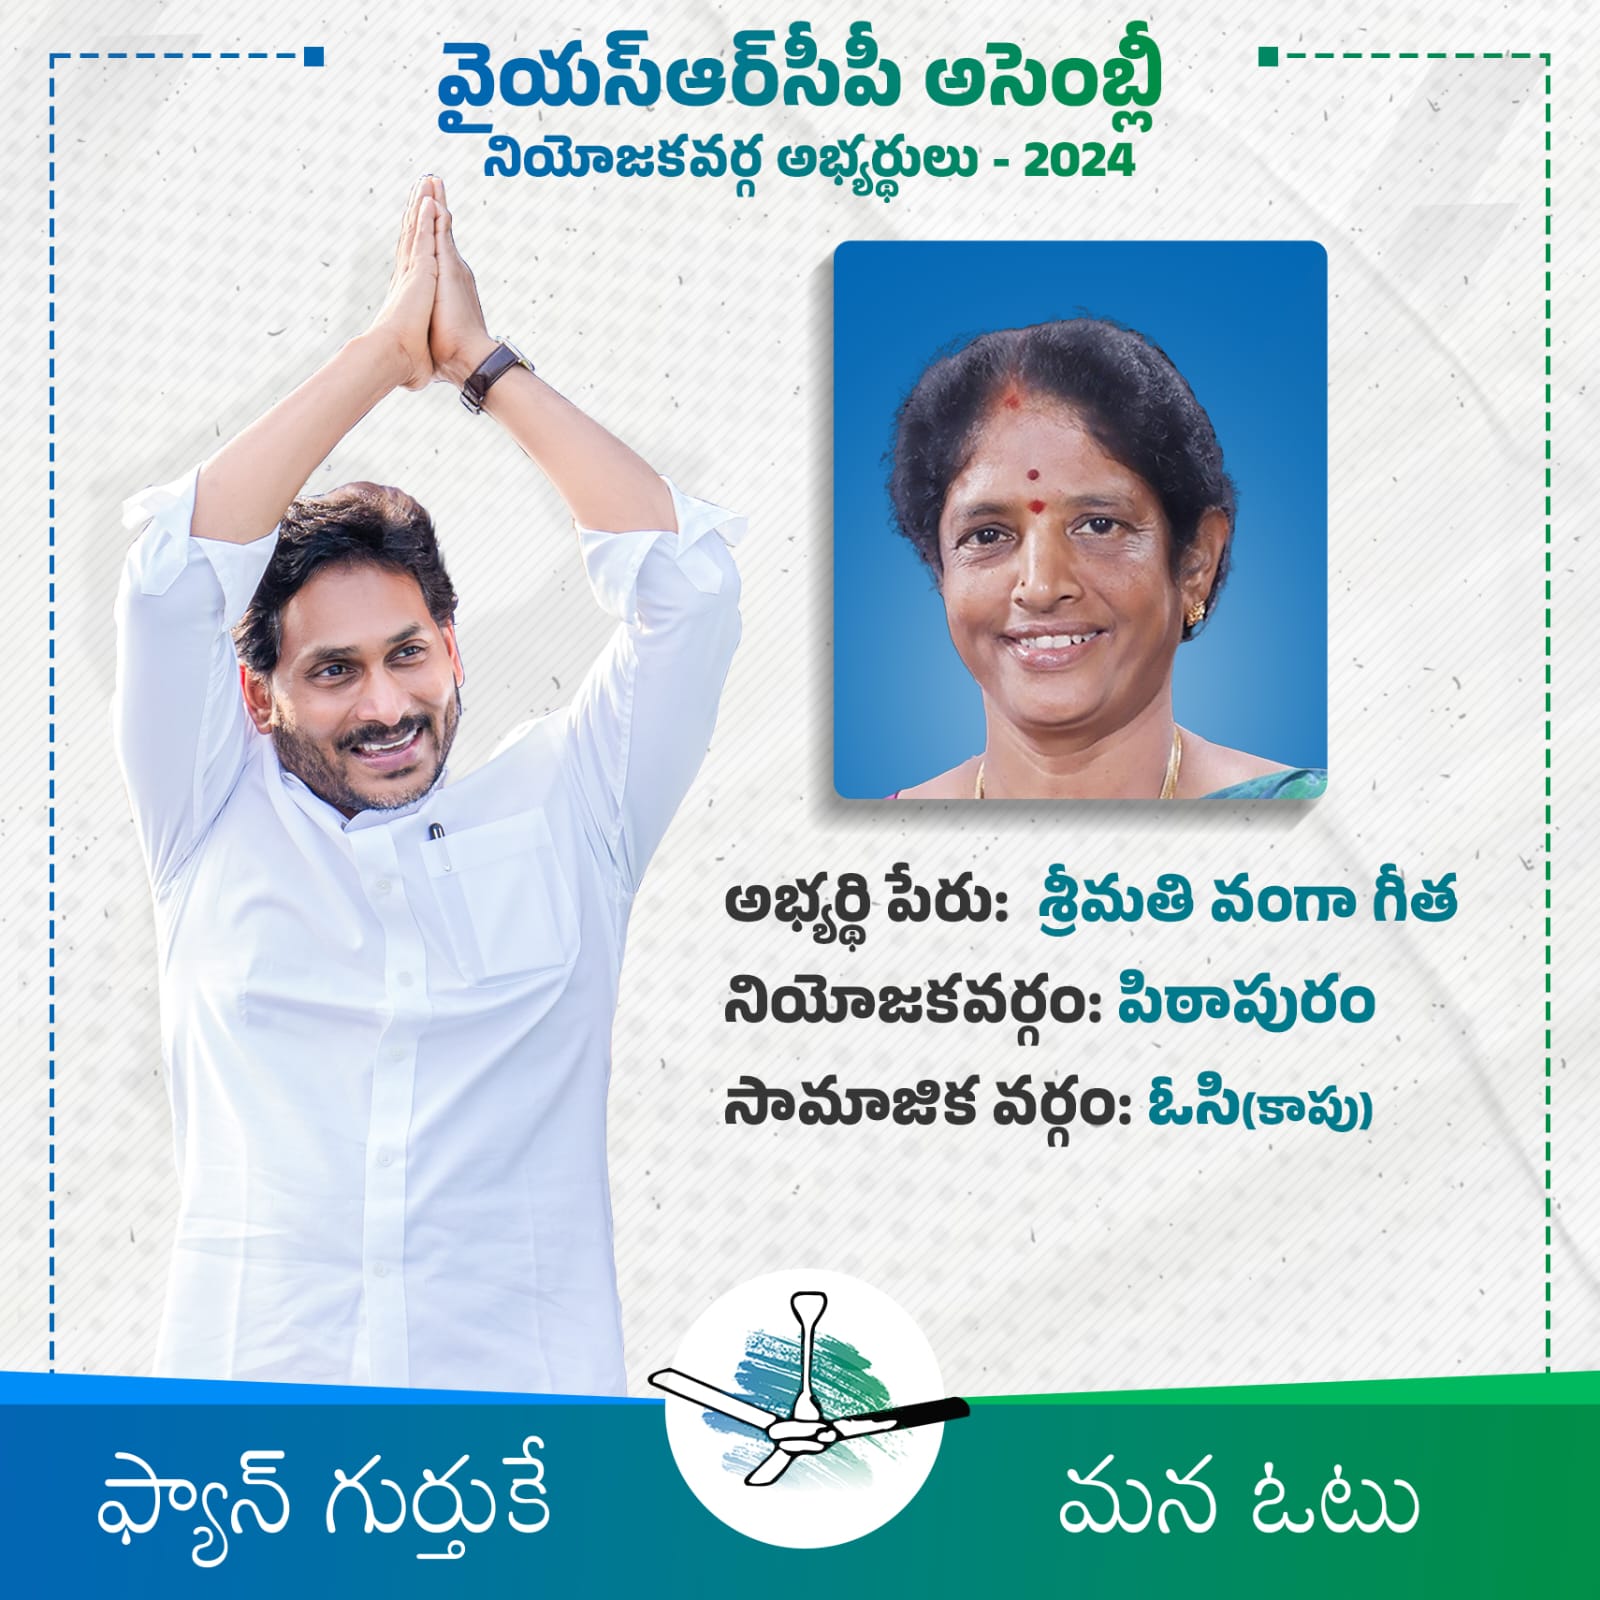 వైయస్ఆర్‌సీపీ అసెంబ్లీ
నియోజకవర్గ అభ్యర్థులు - 2024
అభ్యర్థి పేరు: శ్రీమతి వంగా గీత
నియోజకవర్గం: పిఠాపురం
సామాజిక వర్గం: ఓసి(కాపు)
ఫ్యాన్ గుర్తుకే మన ఓటు